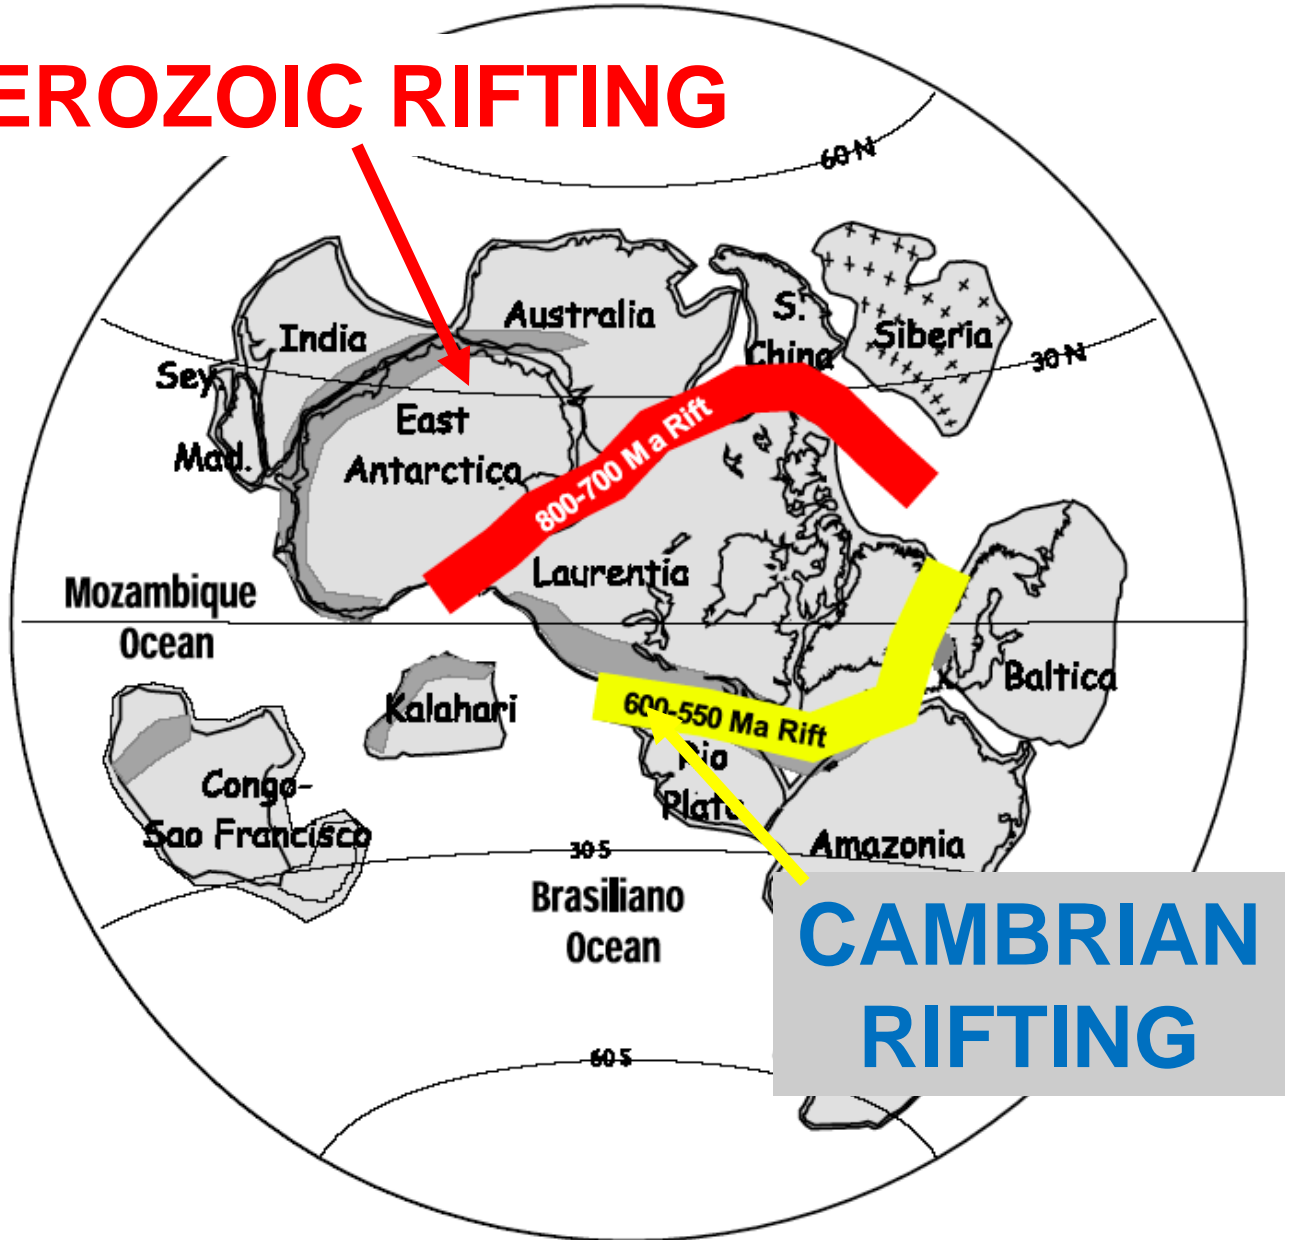 EROZOIC RIFTING
60 N
Australia
India
S.
China
Siberia
30 N
Sey
East
Antarctica
Mad.
800-700 Ma Rift
Laurentia
Mozambique
Ocean
Baltica
Kalahari
600-550 Ma Rift
Rio
Plata
Congo-
Sao Francisco
Amazonia
30 S
Brasiliano
Ocean
CAMBRIAN
RIFTING
60 S